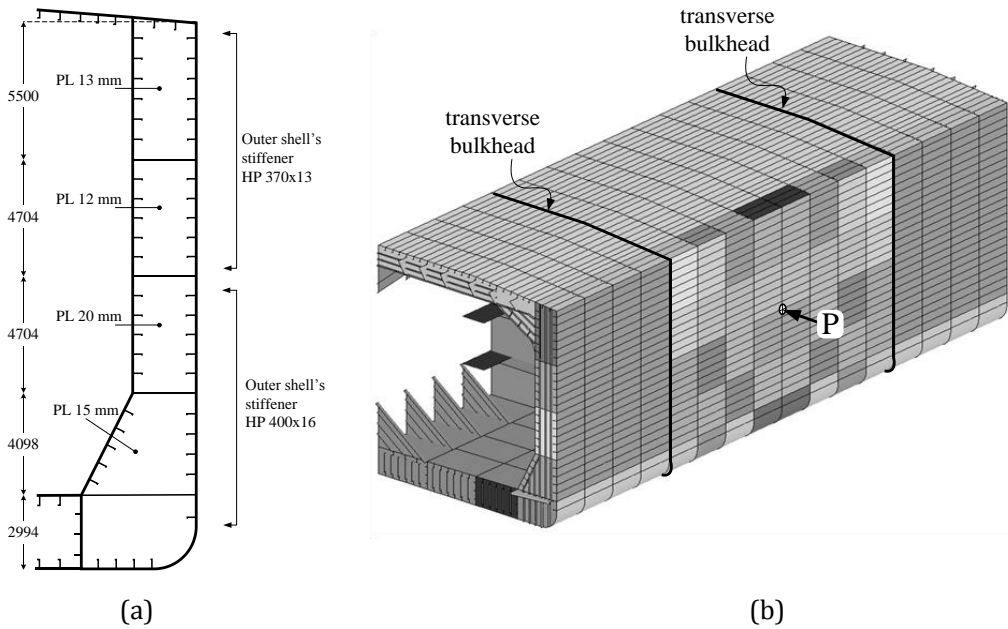 PL 13 mm
5500
Outer shell's
stiffener
HP 370x13
PL 12 mm
4704
PL 20 mm
4704
Outer shell's
stiffener
HP 400x16
PL 15 mm
4098
2994
(a)
transverse
bulkhead
transverse
bulkhead
P
(b)